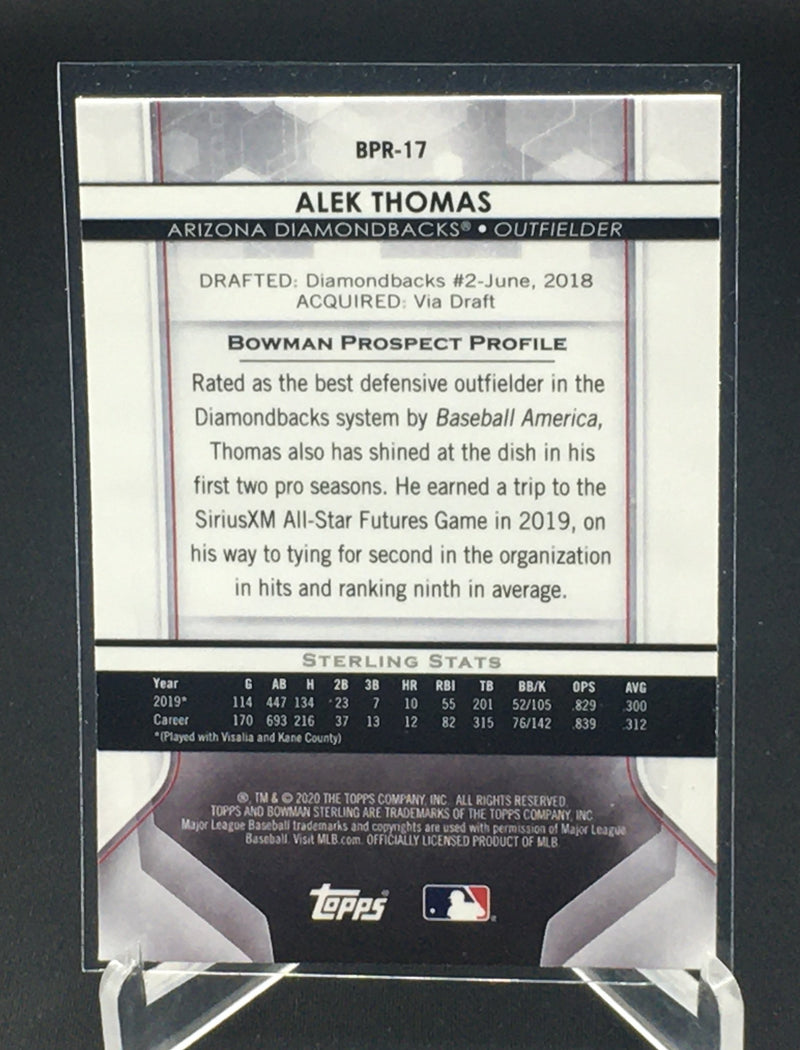 BPR-17
ALEK THOMAS
ARIZONA DIAMONDBACKS® • OUTFIELDER
DRAFTED: Diamondbacks #2-June, 2018
ACQUIRED: Via Draft
BOWMAN PROSPECT PROFILE
Rated as the best defensive outfielder in the
Diamondbacks system by Baseball America,
Thomas also has shined at the dish in his
first two pro seasons. He earned a trip to the
SiriusXM All-Star Futures Game in 2019, on
his way to tying for second in the organization
in hits and ranking ninth in average.
STERLING STATS
Year G AB H 2B 3B HR RBI TB BB/K OPS AVG
2019* 114 447 134 23 7 10 55 201 52/105 .829 .300
Career 170 693 216 37 13 12 82 315 76/142 .839 .312
*(Played with Visalia and Kane County)
®, TM & © 2020 THE TOPPS COMPANY, INC. ALL RIGHTS RESERVED.
TOPPS AND BOWMAN STERLING ARE TRADEMARKS OF THE TOPPS COMPANY, INC.
Major League Baseball trademarks and copyrights are used with permission of Major League
Baseball. Visit MLB.com. OFFICIALLY LICENSED PRODUCT OF MLB
topps®